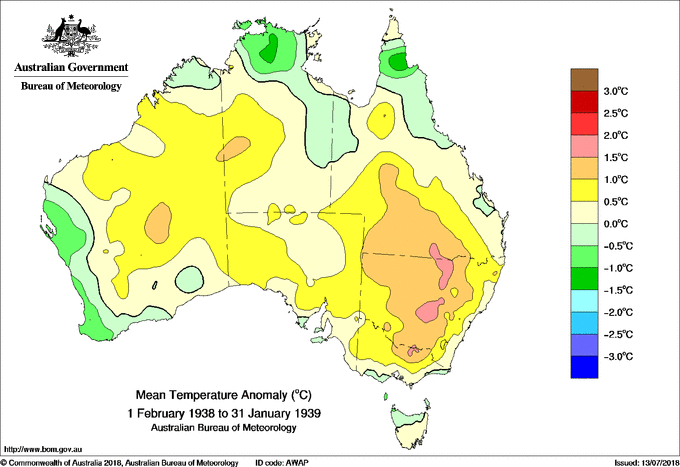 Australian Government
Bureau of Meteorology
3.0°C
2.5°C
2.0°C
1.5°C
1.0°C
0.5°C
0.0°C
-0.5°C
-1.0°C
-1.5°C
-2.0°C
-2.5°C
-3.0°C
Mean Temperature Anomaly (°C)
1 February 1938 to 31 January 1939
Australian Bureau of Meteorology
http://www.bom.gov.au
© Commonwealth of Australia 2018, Australian Bureau of Meteorology ID code: AWAP Issued: 13/07/2018